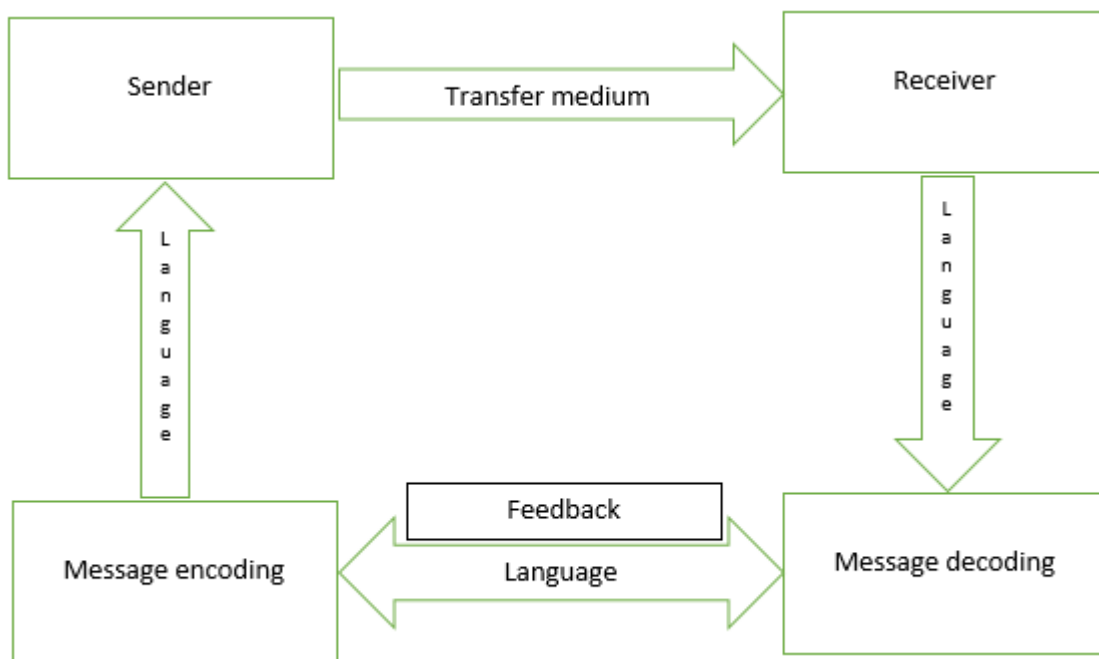 Sender
Transfer medium
Receiver
Language
Language
Feedback
Message encoding
Language
Message decoding